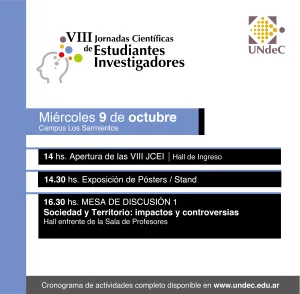 VIII Jornadas Científicas
de Estudiantes
Investigadores
UNdeC
Miércoles 9 de octubre
Campus Los Sarmientos
14 hs. Apertura de las VIII JCEI | Hall de Ingreso
14.30 hs. Exposición de Pósters / Stand
16.30 hs. MESA DE DISCUSIÓN 1
Sociedad y Territorio: impactos y controversias
Hall enfrente de la Sala de Profesores
Cronograma de actividades completo disponible en www.undec.edu.ar